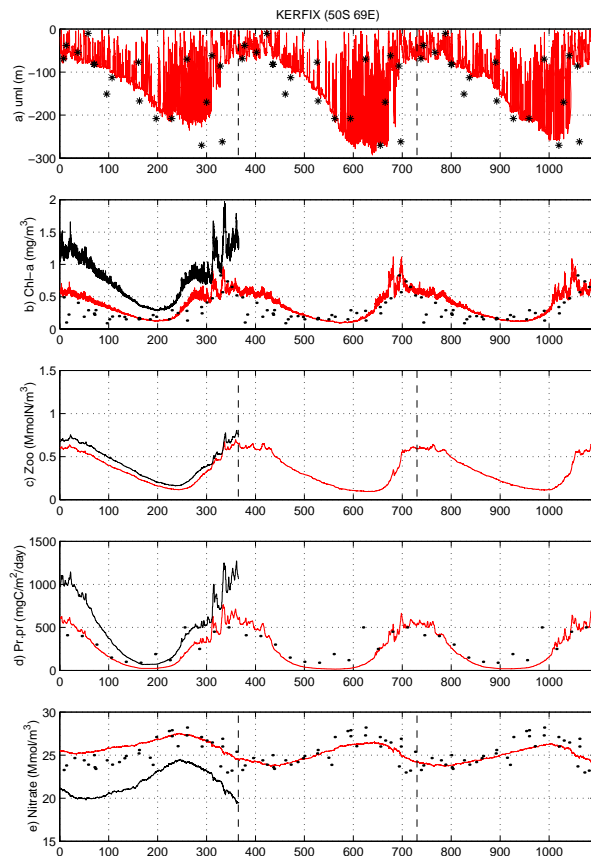 KERFIX (50S 69E)
a) uml (m)
0
−100
−200
−300
0 100 200 300 400 500 600 700 800 900 1000
b) Chl−a (mg/m³)
2
1.5
1
0.5
0
0 100 200 300 400 500 600 700 800 900 1000
c) Zoo (MmolN/m³)
1.5
1
0.5
0
0 100 200 300 400 500 600 700 800 900 1000
d) Pr.pr (mgC/m²/day)
1500
1000
500
0
0 100 200 300 400 500 600 700 800 900 1000
e) Nitrate (Mmol/m³)
30
25
20
15
0 100 200 300 400 500 600 700 800 900 1000